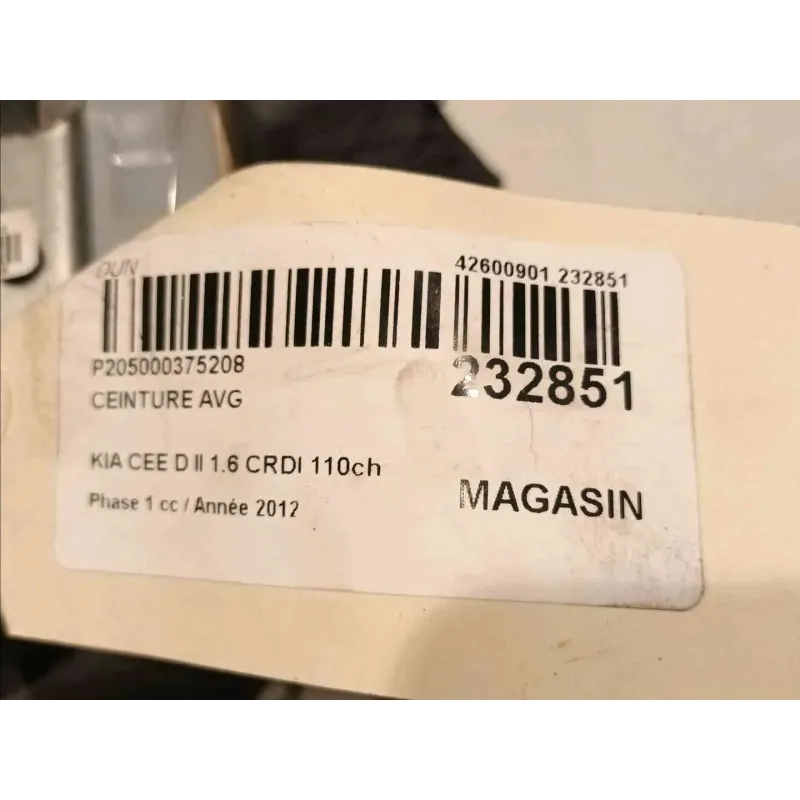 DUN
42600901 232851
P205000375208
232851
CEINTURE AVG
KIA CEE D II 1.6 CRDI 110ch
MAGASIN
Phase 1 cc / Année 2012